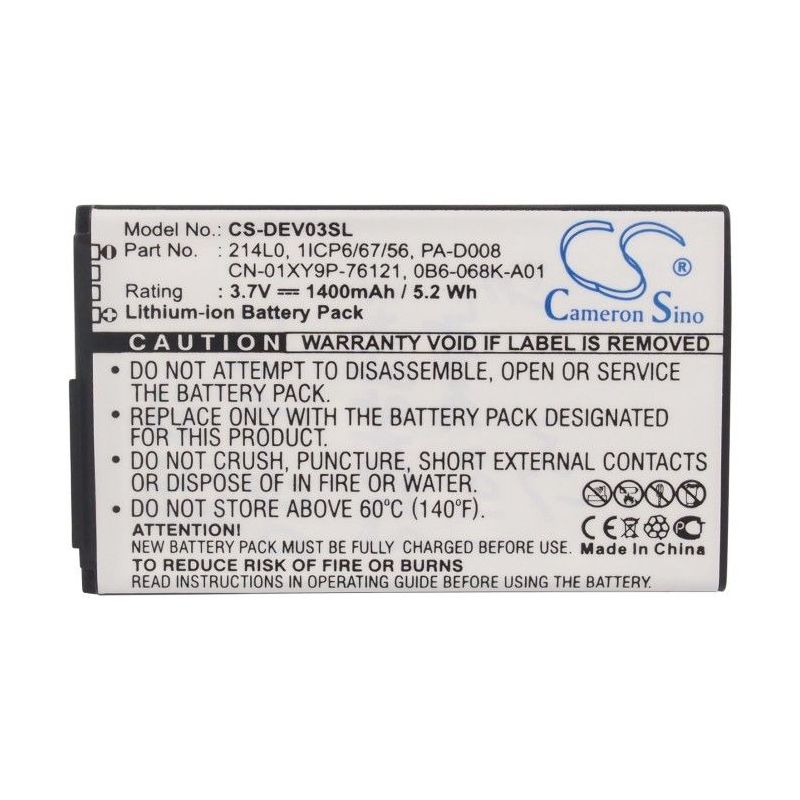 Model No.: CS-DEV03SL
Part No. : 214L0, 1ICP6/67/56, PA-D008
CN-01XY9P-76121, 0B6-068K-A01
Rating : 3.7V ⎓ 1400mAh / 5.2 Wh
Lithium-ion Battery Pack
CS®
Cameron Sino
CAUTION WARRANTY VOID IF LABEL IS REMOVED
• DO NOT ATTEMPT TO DISASSEMBLE, OPEN OR SERVICE
THE BATTERY PACK.
• REPLACE ONLY WITH THE BATTERY PACK DESIGNATED
FOR THIS PRODUCT.
• DO NOT CRUSH, PUNCTURE, SHORT EXTERNAL CONTACTS
OR DISPOSE OF IN FIRE OR WATER.
• DO NOT STORE ABOVE 60°C (140°F).
ATTENTION!
NEW BATTERY PACK MUST BE FULLY CHARGED BEFORE USE.
TO REDUCE RISK OF FIRE OR BURNS
READ INSTRUCTIONS IN OPERATING GUIDE BEFORE USING THE BATTERY.
CE
Made In China